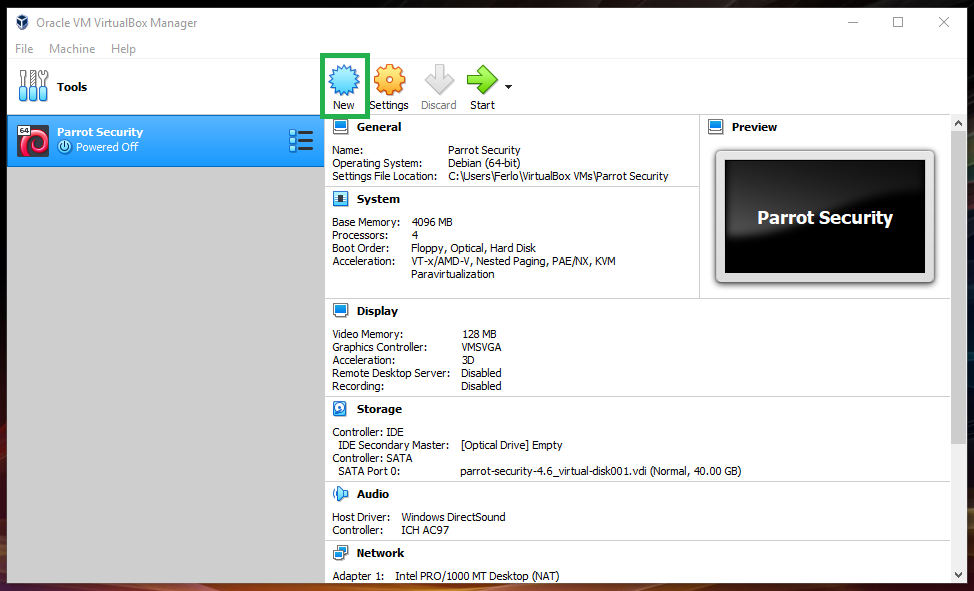 Oracle VM VirtualBox Manager
File Machine Help
Tools
New Settings Discard Start
64
Parrot Security
Powered Off
General
Name: Parrot Security
Operating System: Debian (64-bit)
Settings File Location: C:\Users\Ferlo\VirtualBox VMs\Parrot Security
System
Base Memory: 4096 MB
Processors: 4
Boot Order: Floppy, Optical, Hard Disk
Acceleration: VT-x/AMD-V, Nested Paging, PAE/NX, KVM
Paravirtualization
Preview
Parrot Security
Display
Video Memory: 128 MB
Graphics Controller: VMSVGA
Acceleration: 3D
Remote Desktop Server: Disabled
Recording: Disabled
Storage
Controller: IDE
IDE Secondary Master: [Optical Drive] Empty
Controller: SATA
SATA Port 0: parrot-security-4.6_virtual-disk001.vdi (Normal, 40.00 GB)
Audio
Host Driver: Windows DirectSound
Controller: ICH AC97
Network
Adapter 1: Intel PRO/1000 MT Desktop (NAT)